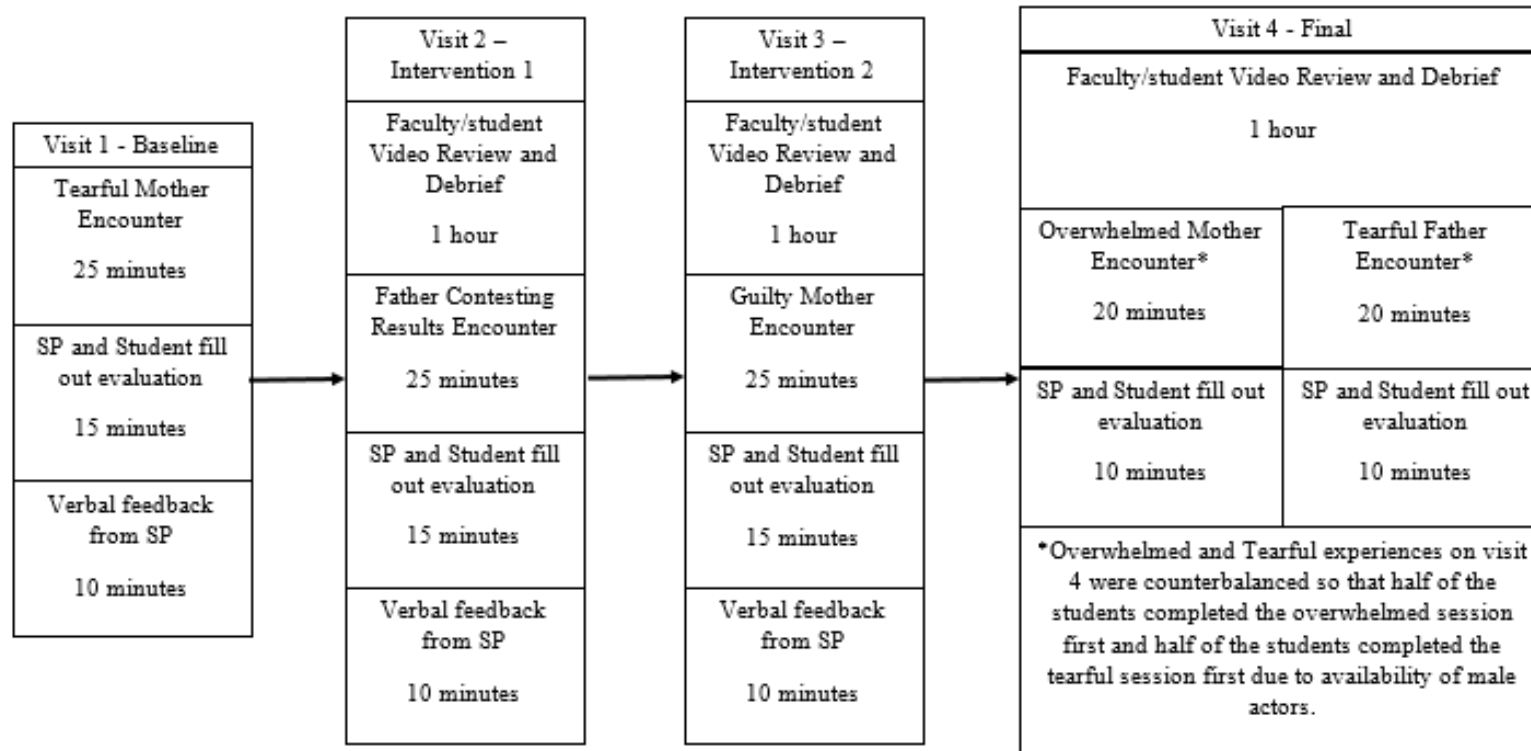 Visit 1 - Baseline
Tearful Mother
Encounter
25 minutes
SP and Student fill
out evaluation
15 minutes
Verbal feedback
from SP
10 minutes
Visit 2 –
Intervention 1
Faculty/student
Video Review and
Debrief
1 hour
Father Contesting
Results Encounter
25 minutes
SP and Student fill
out evaluation
15 minutes
Verbal feedback
from SP
10 minutes
Visit 3 –
Intervention 2
Faculty/student
Video Review and
Debrief
1 hour
Guilty Mother
Encounter
25 minutes
SP and Student fill
out evaluation
15 minutes
Verbal feedback
from SP
10 minutes
Visit 4 - Final
Faculty/student Video Review and Debrief
1 hour
Overwhelmed Mother
Encounter*
20 minutes
Tearful Father
Encounter*
20 minutes
SP and Student fill out
evaluation
10 minutes
SP and Student fill out
evaluation
10 minutes
*Overwhelmed and Tearful experiences on visit
4 were counterbalanced so that half of the
students completed the overwhelmed session
first and half of the students completed the
tearful session first due to availability of male
actors.